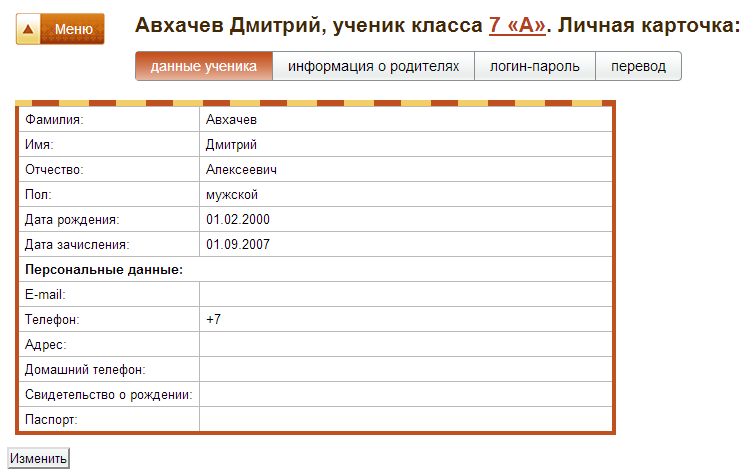 Меню
Авхачев Дмитрий, ученик класса 7 «А». Личная карточка:
данные ученика информация о родителях логин-пароль перевод
Фамилия: Авхачев
Имя: Дмитрий
Отчество: Алексеевич
Пол: мужской
Дата рождения: 01.02.2000
Дата зачисления: 01.09.2007
Персональные данные:
E-mail:
Телефон: +7
Адрес:
Домашний телефон:
Свидетельство о рождении:
Паспорт:
Изменить